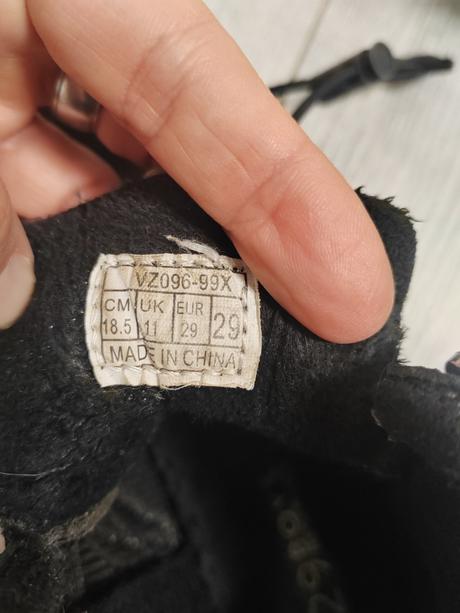 VZ096-99X
CM UK EUR 29
18.5 11 29
MADE IN CHINA